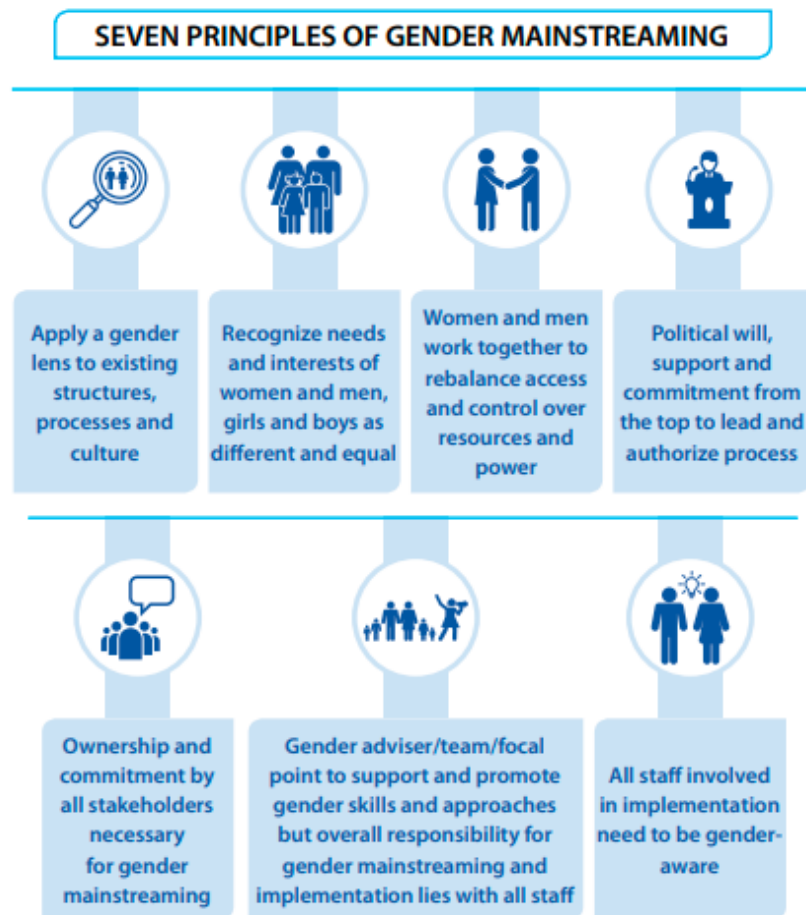 SEVEN PRINCIPLES OF GENDER MAINSTREAMING
Apply a gender
lens to existing
structures,
processes and
culture
Recognize needs
and interests of
women and men,
girls and boys as
different and equal
Women and men
work together to
rebalance access
and control over
resources and
power
Political will,
support and
commitment from
the top to lead and
authorize process
Ownership and
commitment by
all stakeholders
necessary
for gender
mainstreaming
Gender adviser/team/focal
point to support and promote
gender skills and approaches
but overall responsibility for
gender mainstreaming and
implementation lies with all staff
All staff involved
in implementation
need to be gender-
aware